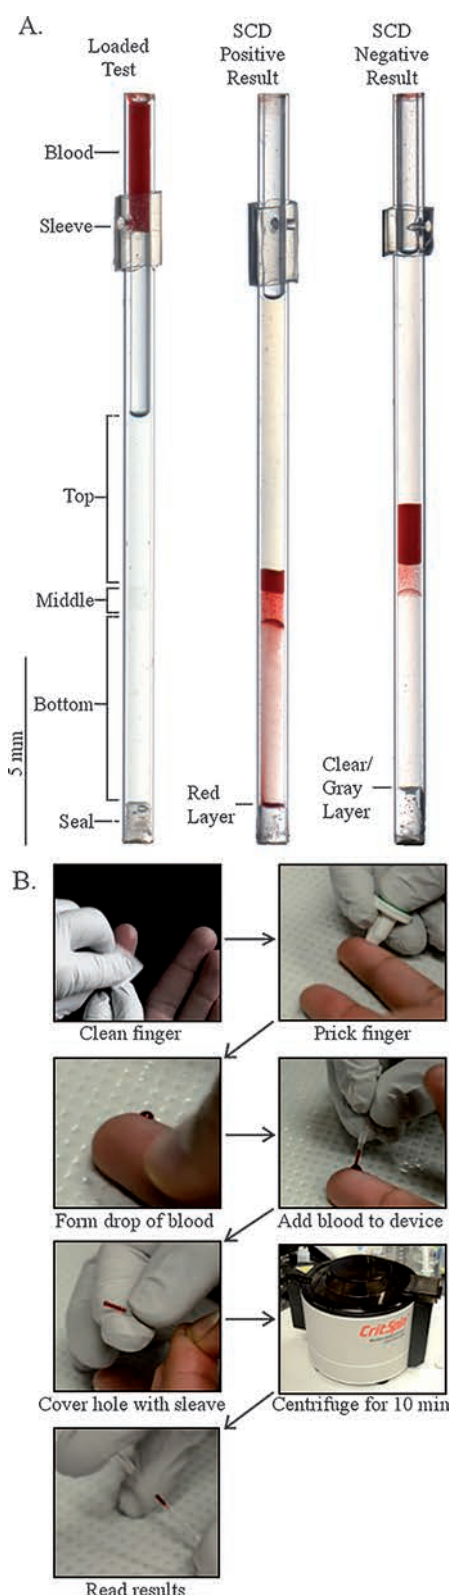 A.
Loaded
Test
SCD
Positive
Result
SCD
Negative
Result
Blood
Sleeve
Top
Middle
Bottom
5 mm
Seal
Red
Layer
Clear/
Gray
Layer
B.
Clean finger
Prick finger
Form drop of blood
Add blood to device
CritSpin
Cover hole with sleave
Centrifuge for 10 min
Read results